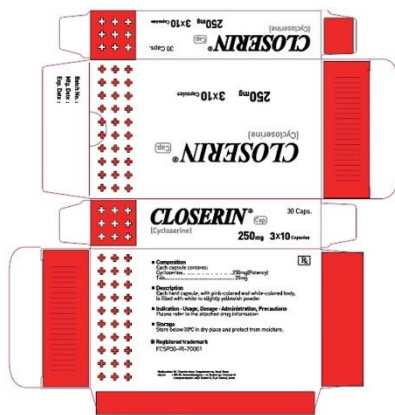 30 Caps.
CLOSERIN® Cap
(Cycloserine)
250mg 3×10 Capsules
Batch No. :
Mfg. Date :
Exp. Date :
CLOSERIN® Cap
(Cycloserine)
250mg 3×10 Capsules
CLOSERIN® Cap
(Cycloserine)
30 Caps.
250mg 3×10 Capsules
Rx
■ Composition
Each capsule contains:
Cycloserine 250mg(Potency)
25mg
■ Description
Each hard capsule, with pink-colored and white-colored body,
is filled with white to slightly yellowish powder
■ Indication · Usage, Dosage · Administration, Precautions
Please refer to the attached drug information
■ Storage
Store below 30°C in dry place and protect from moisture.
® Registered trademark